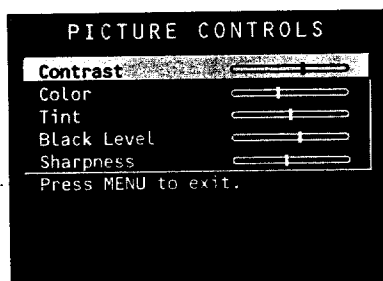 PICTURE CONTROLS
Contrast
Color
Tint
Black Level
Sharpness
Press MENU to exit.